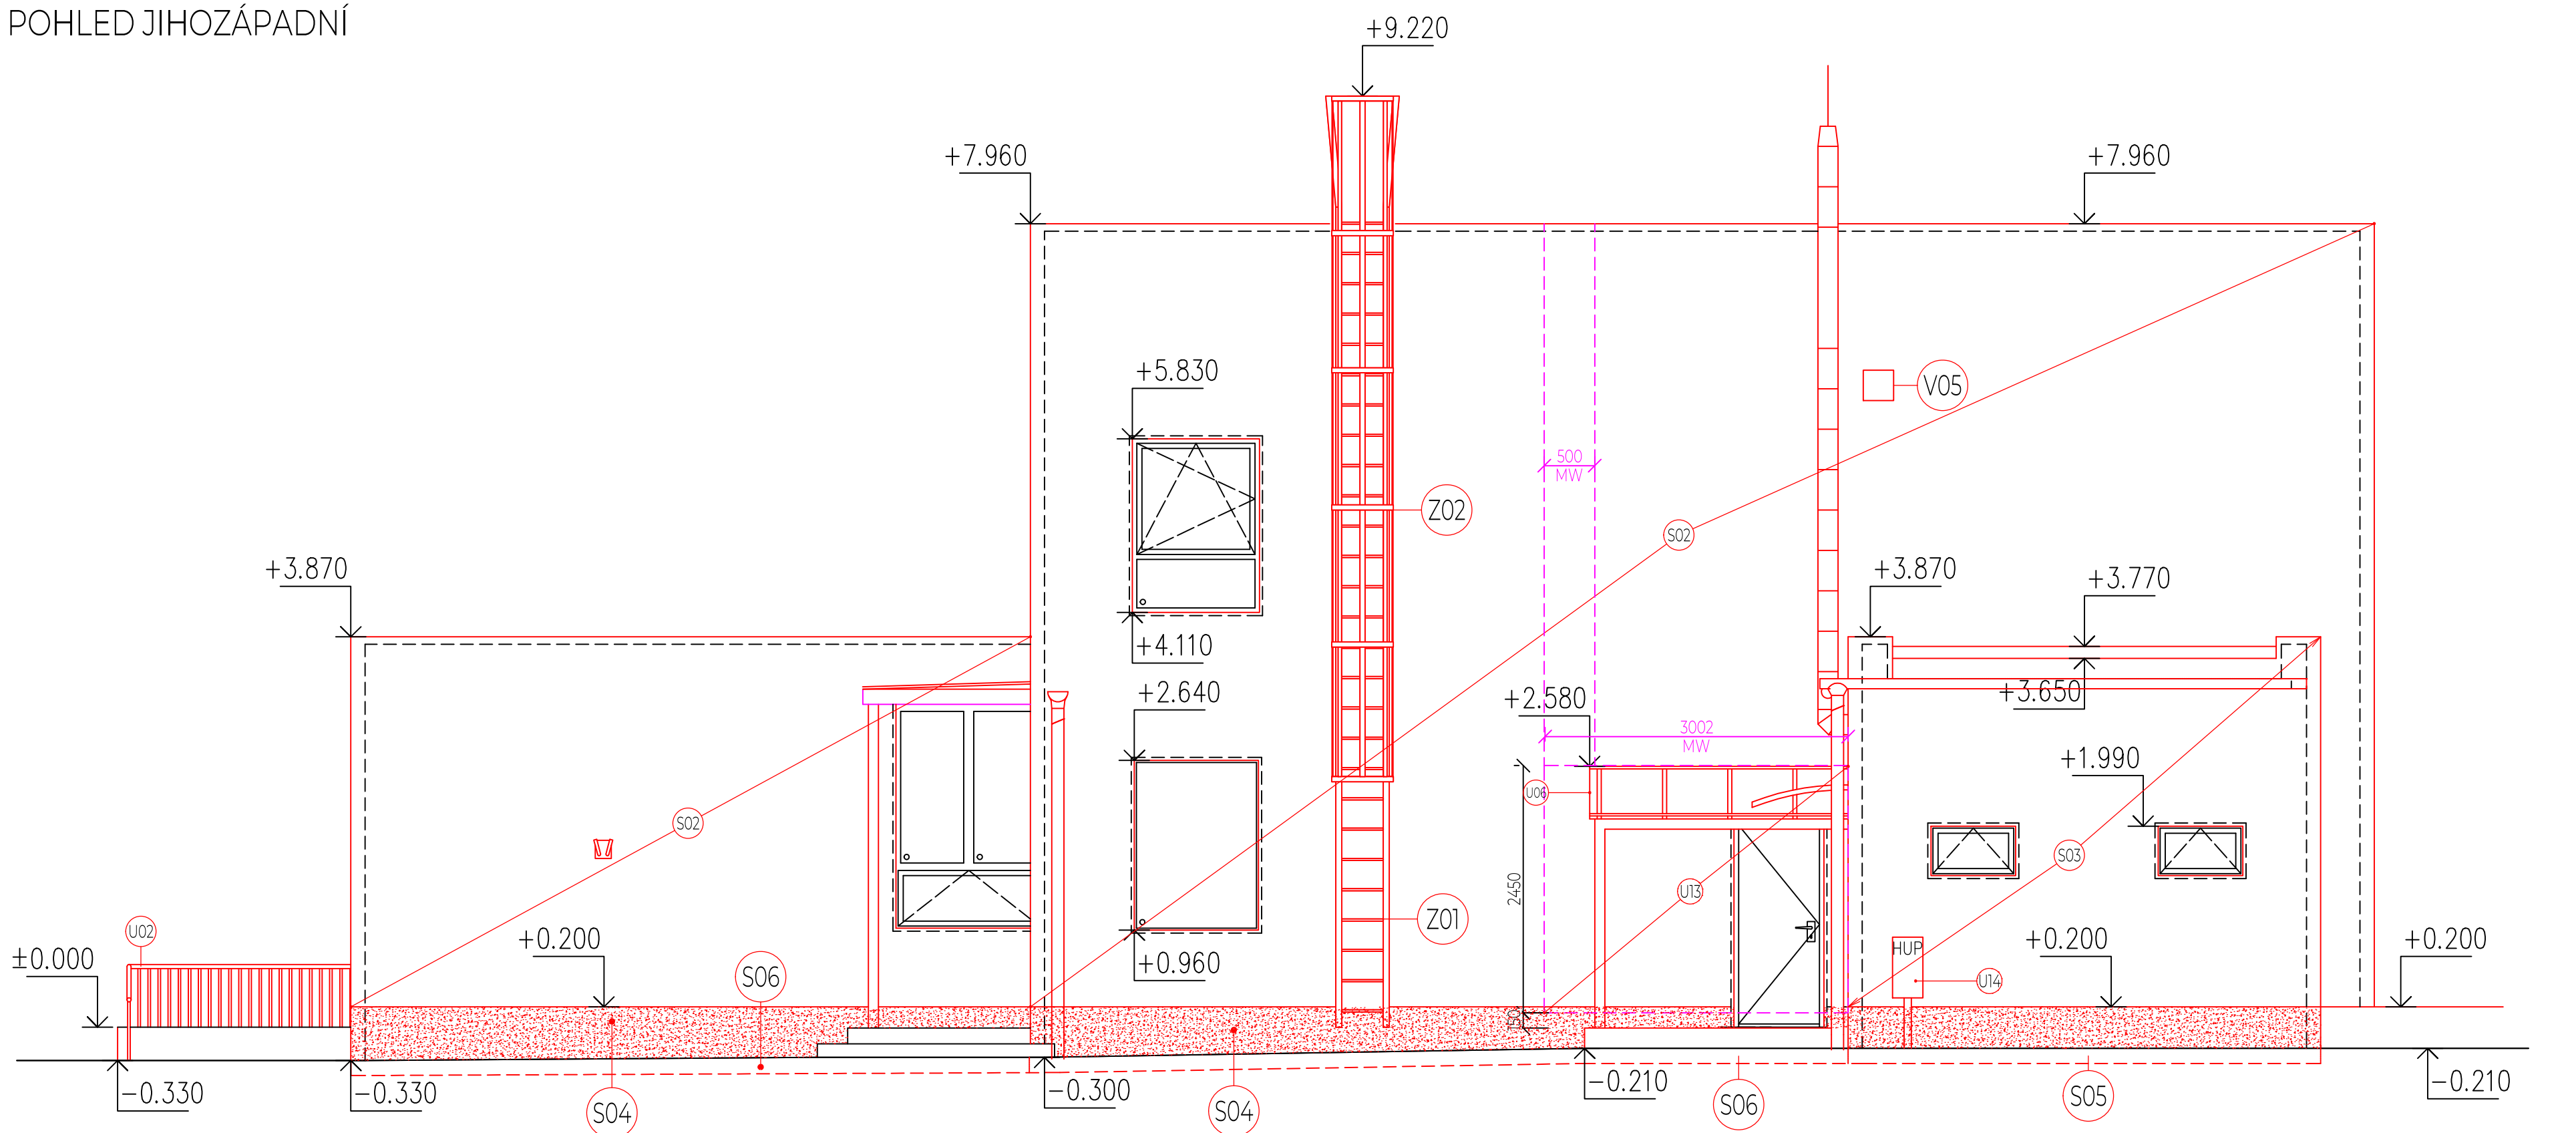 POHLED JIHOZÁPADNÍ
+9.220
+7.960
+7.960
+5.830
V05
500
MW
Z02
S02
+3.870
+3.870
+3.770
+4.110
+2.640
+2.580
+3.650
3002
MW
+1.990
U06
S02
S03
2450
U13
Z01
U02
±0.000
+0.200
+0.960
HUP
+0.200
+0.200
S06
U14
150
-0.330
-0.330
S04
-0.300
S04
-0.210
S06
S05
-0.210